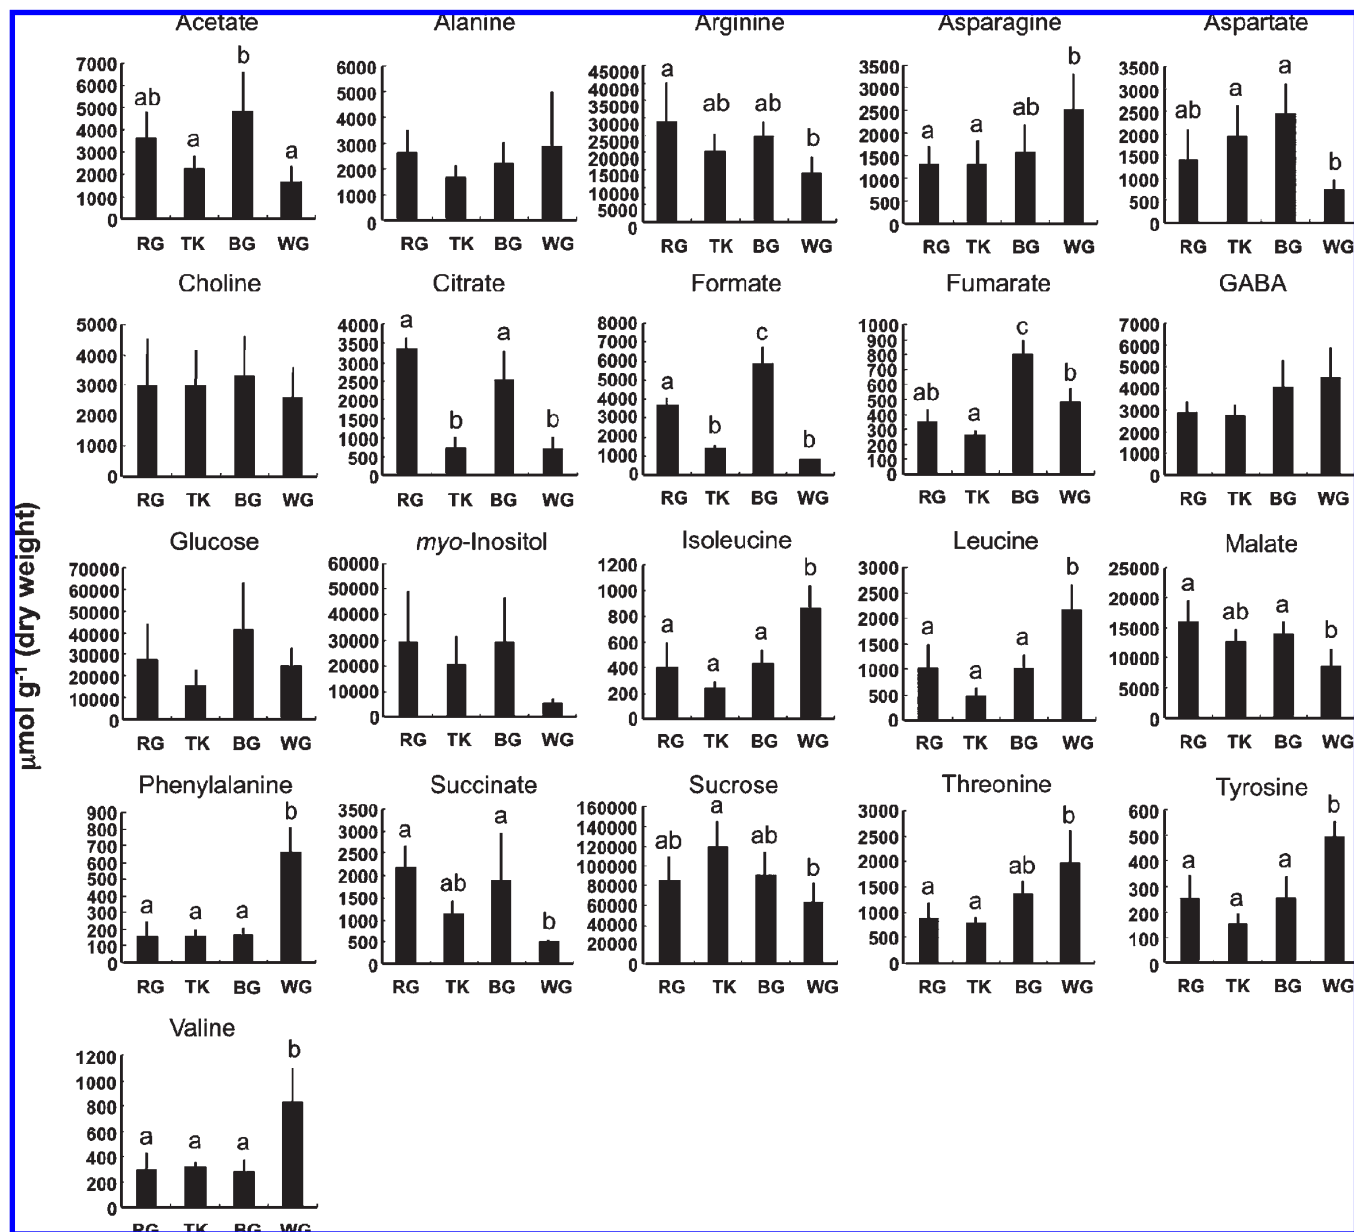 Acetate Alanine Arginine Asparagine Aspartate
7000 6000 5000 4000 3000 2000 1000 0
ab a b a
RG TK BG WG
6000 5000 4000 3000 2000 1000 0
RG TK BG WG
45000 40000 35000 30000 25000 20000 15000 10000 5000 0
a ab ab b
RG TK BG WG
3500 3000 2500 2000 1500 1000 500 0
a a ab b
RG TK BG WG
3500 3000 2500 2000 1500 1000 500 0
ab a a b
RG TK BG WG
Choline Citrate Formate Fumarate GABA
5000 4000 3000 2000 1000 0
RG TK BG WG
4000 3500 3000 2500 2000 1500 1000 500 0
a b a b
RG TK BG WG
8000 7000 6000 5000 4000 3000 2000 1000 0
a b c b
RG TK BG WG
1000 900 800 700 600 500 400 300 200 100 0
ab a c b
RG TK BG WG
7000 6000 5000 4000 3000 2000 1000 0
RG TK BG WG
µmol g-1 (dry weight)
Glucose myo-Inositol Isoleucine Leucine Malate
70000 60000 50000 40000 30000 20000 10000 0
RG TK BG WG
60000 50000 40000 30000 20000 10000 0
RG TK BG WG
1200 1000 800 600 400 200 0
a a a b
RG TK BG WG
3000 2500 2000 1500 1000 500 0
a a a b
RG TK BG WG
25000 20000 15000 10000 5000 0
a ab a b
RG TK BG WG
Phenylalanine Succinate Sucrose Threonine Tyrosine
900 800 700 600 500 400 300 200 100 0
a a a b
RG TK BG WG
3500 3000 2500 2000 1500 1000 500 0
a ab a b
RG TK BG WG
160000 140000 120000 100000 80000 60000 40000 20000 0
ab a ab b
RG TK BG WG
3000 2500 2000 1500 1000 500 0
a a ab b
RG TK BG WG
600 500 400 300 200 100 0
a a a b
RG TK BG WG
Valine
1200 1000 800 600 400 200 0
a a a b
RG TK BG WG